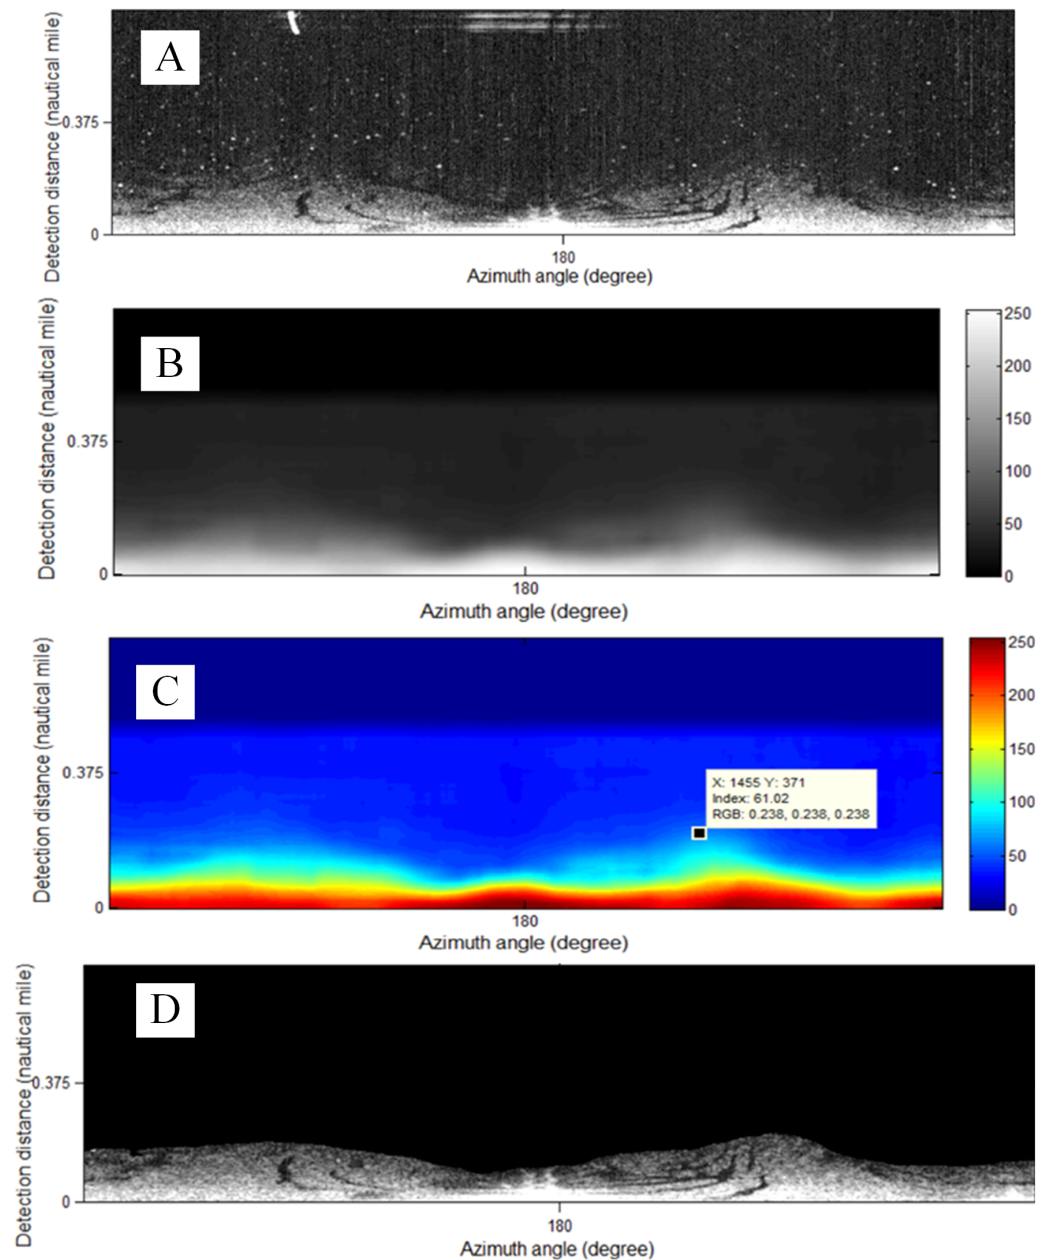 A
Detection distance (nautical mile)
0.375
0
180
Azimuth angle (degree)
B
Detection distance (nautical mile)
0.375
0
180
Azimuth angle (degree)
250
200
150
100
50
0
C
Detection distance (nautical mile)
0.375
0
X: 1455 Y: 371
Index: 61.02
RGB: 0.238, 0.238, 0.238
180
Azimuth angle (degree)
250
200
150
100
50
0
D
Detection distance (nautical mile)
0.375
0
180
Azimuth angle (degree)